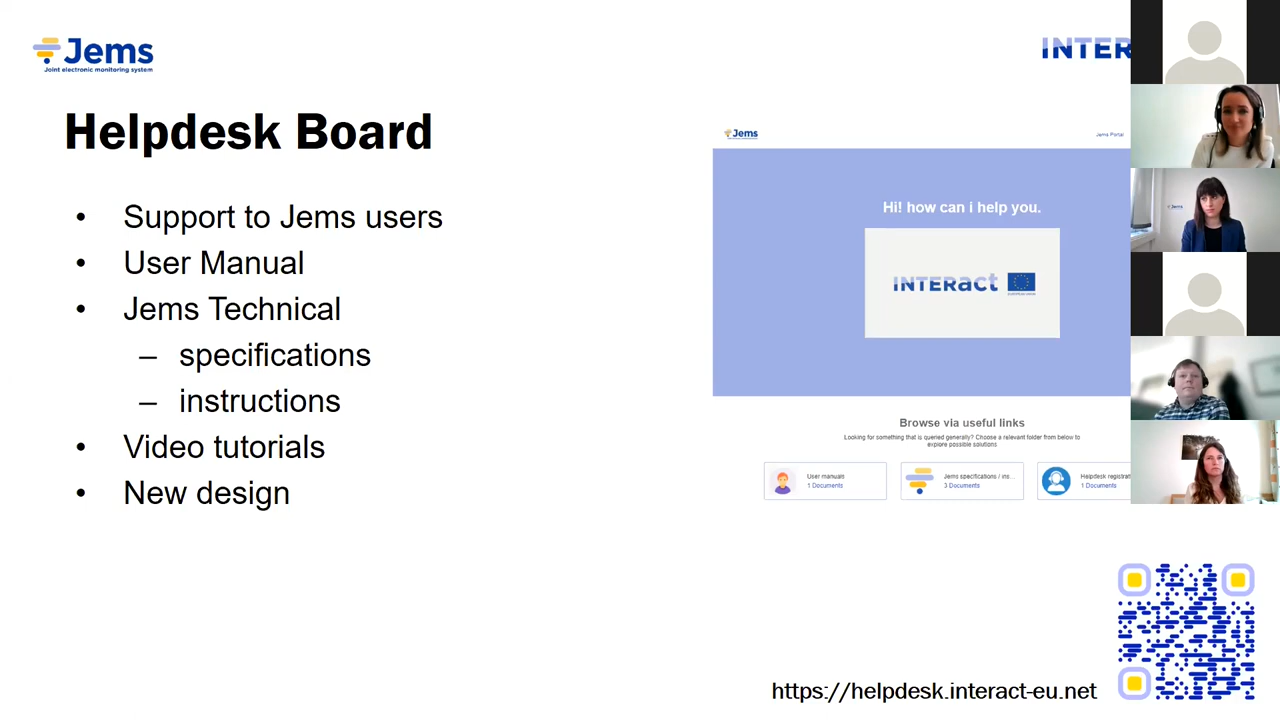 Jems
Joint electronic monitoring system
INTER
Helpdesk Board
• Support to Jems users
• User Manual
• Jems Technical
– specifications
– instructions
• Video tutorials
• New design
Jems
Jems Portal
Hi! how can i help you.
INTERACT
Browse via useful links
Looking for something that is queried generally? Choose a relevant folder from below to
explore possible solutions
User manuals
1 Documents
Jems specifications / ins...
3 Documents
Helpdesk registrat
1 Documents
Jems
https://helpdesk.interact-eu.net